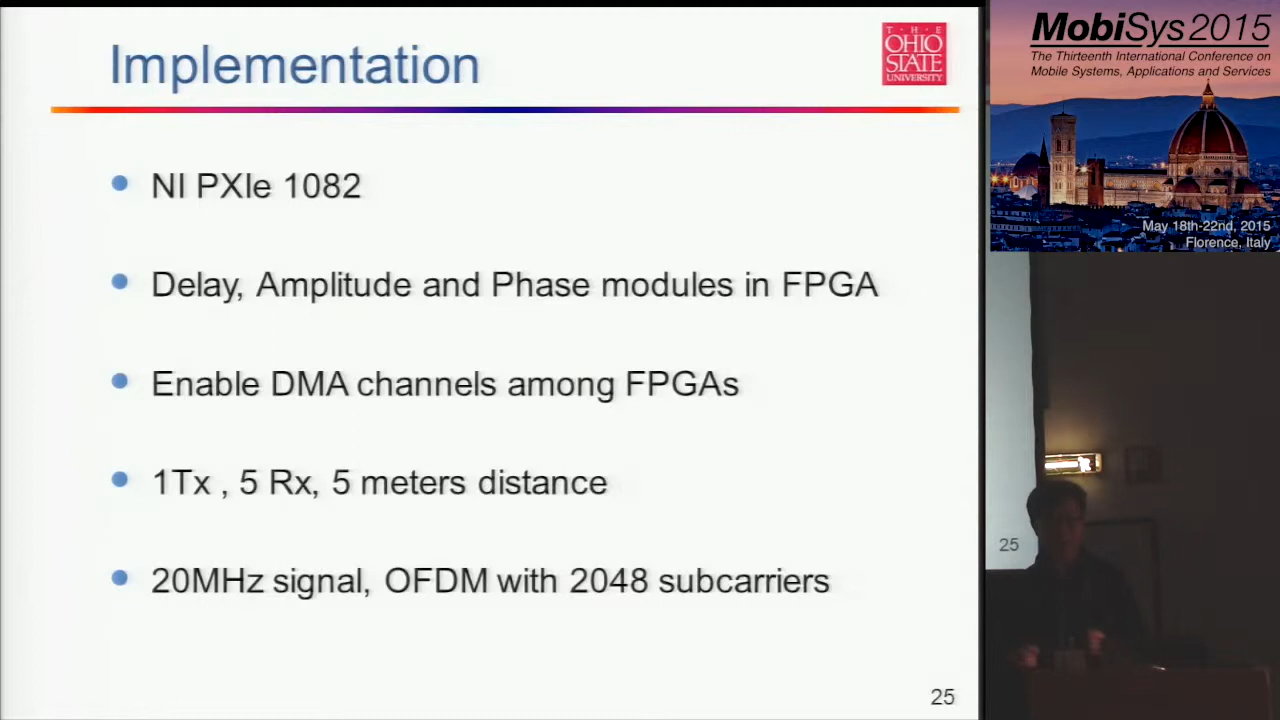 Implementation
THE
OHIO
STATE
UNIVERSITY
NI PXIe 1082
Delay, Amplitude and Phase modules in FPGA
Enable DMA channels among FPGAs
1Tx , 5 Rx, 5 meters distance
20MHz signal, OFDM with 2048 subcarriers
25
MobiSys 2015
The Thirteenth International Conference on
Mobile Systems, Applications and Services
May 18th-22nd, 2015
Florence, Italy
25